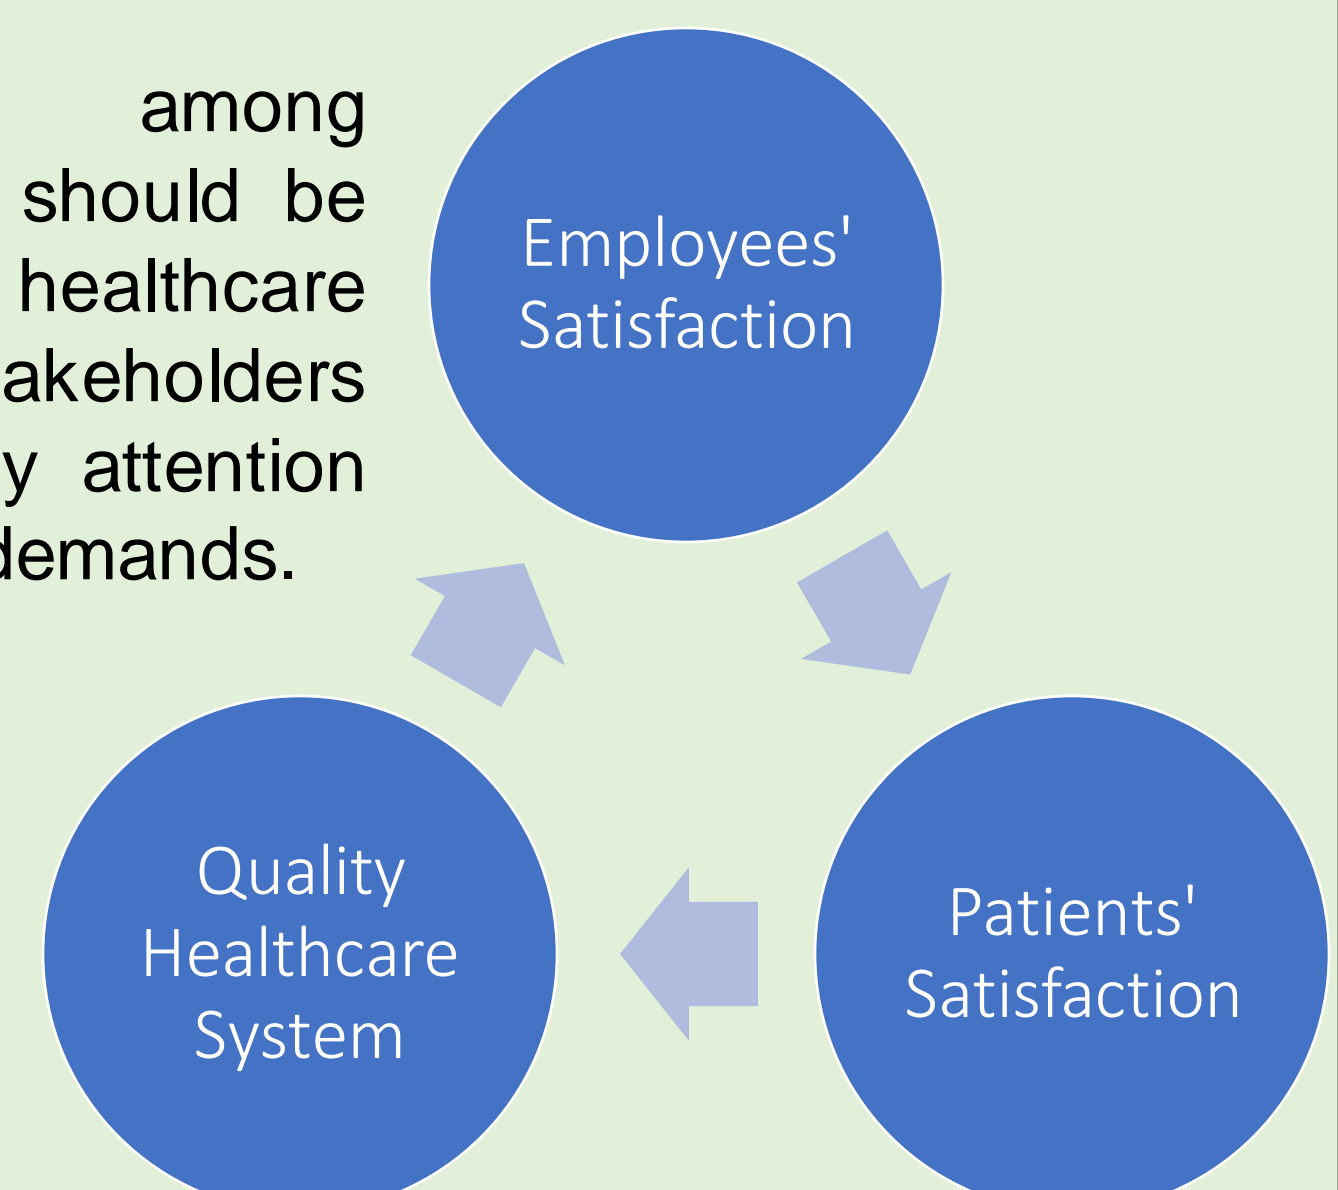 among
should be
healthcare
akeholders
y attention
demands.
Employees'
Satisfaction
Patients'
Satisfaction
Quality
Healthcare
System